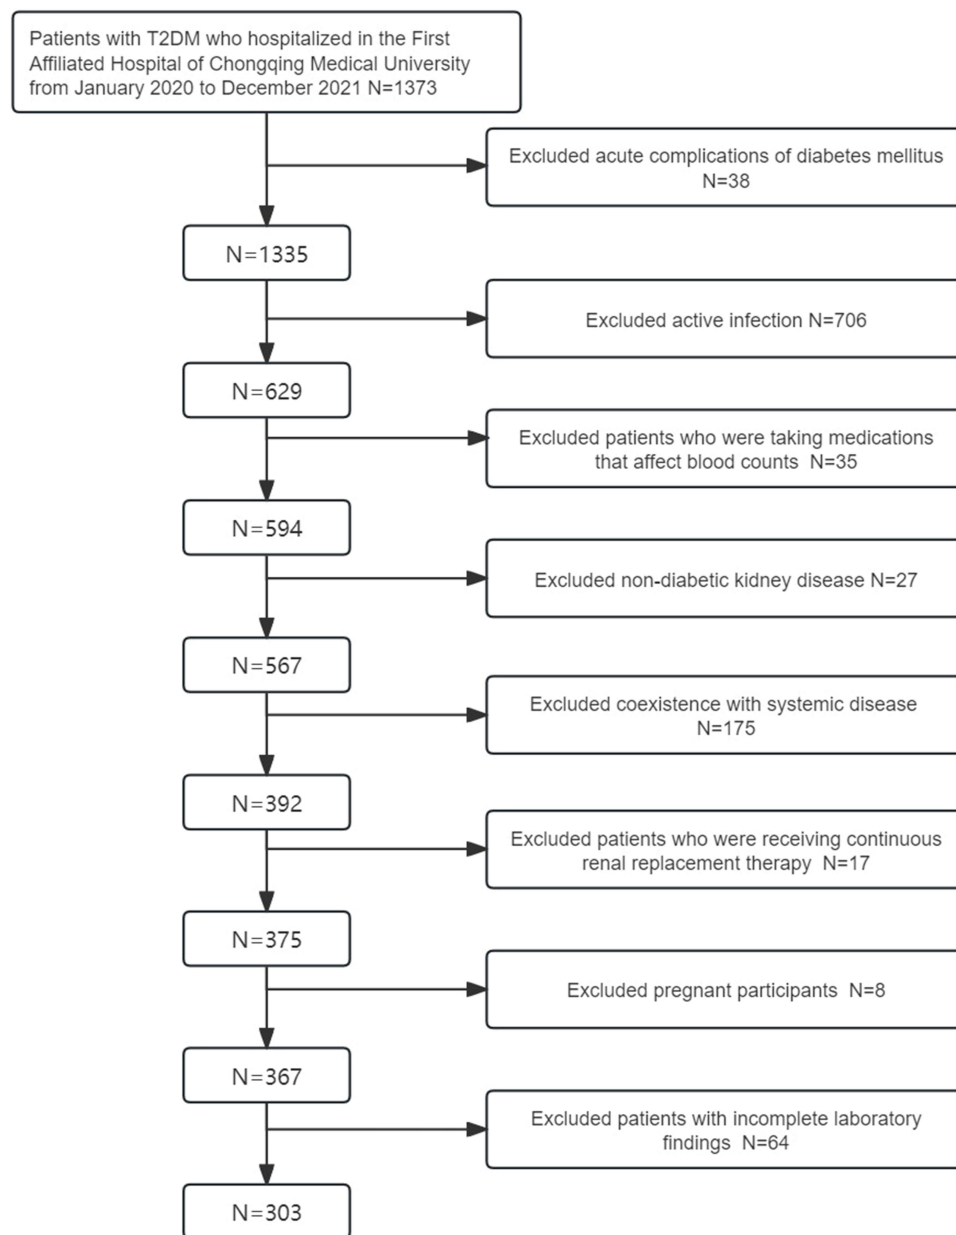 Patients with T2DM who hospitalized in the First
Affiliated Hospital of Chongqing Medical University
from January 2020 to December 2021 N=1373
Excluded acute complications of diabetes mellitus
N=38
N=1335
Excluded active infection N=706
N=629
Excluded patients who were taking medications
that affect blood counts N=35
N=594
Excluded non-diabetic kidney disease N=27
N=567
Excluded coexistence with systemic disease
N=175
N=392
Excluded patients who were receiving continuous
renal replacement therapy N=17
N=375
Excluded pregnant participants N=8
N=367
Excluded patients with incomplete laboratory
findings N=64
N=303